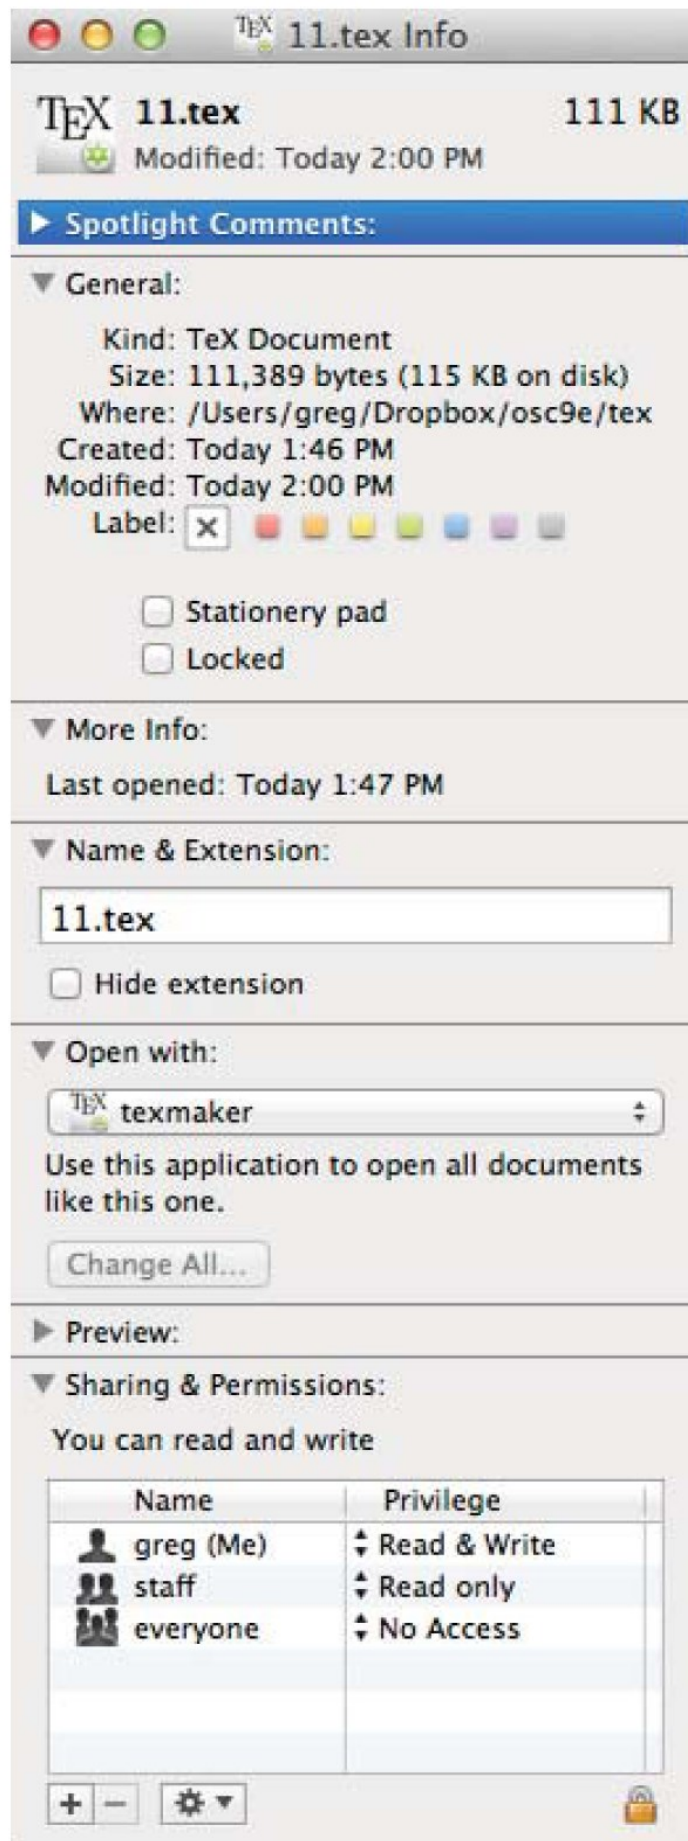 TEX 11.tex Info
TEX 11.tex 111 KB
Modified: Today 2:00 PM
Spotlight Comments:
General:
Kind: TeX Document
Size: 111,389 bytes (115 KB on disk)
Where: /Users/greg/Dropbox/osc9e/tex
Created: Today 1:46 PM
Modified: Today 2:00 PM
Label: x
Stationery pad
Locked
More Info:
Last opened: Today 1:47 PM
Name & Extension:
11.tex
Hide extension
Open with:
TEX texmaker
Use this application to open all documents
like this one.
Change All...
Preview:
Sharing & Permissions:
You can read and write
Name Privilege
greg (Me) Read & Write
staff Read only
everyone No Access